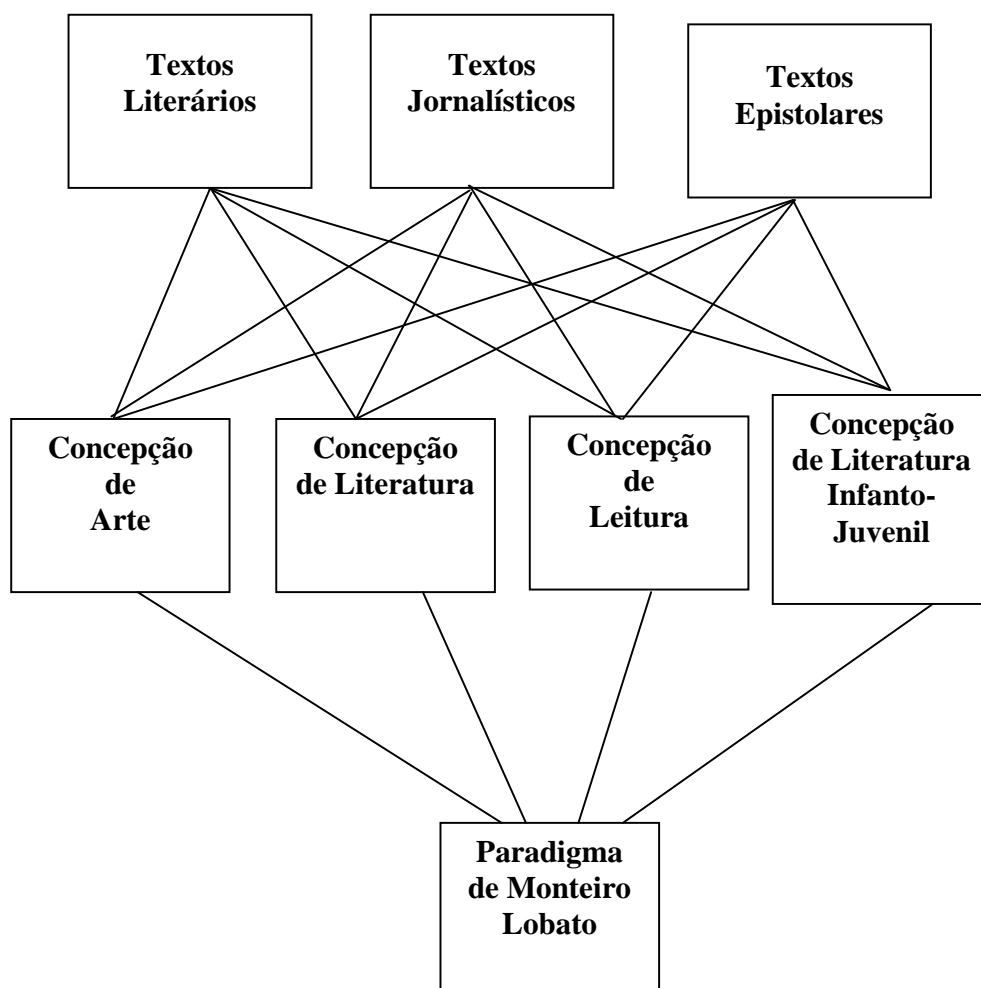 Textos
Literários
Textos
Jornalísticos
Textos
Epistolares
Concepção
de
Arte
Concepção
de Literatura
Concepção
de
Leitura
Concepção
de Literatura
Infanto-
Juvenil
Paradigma
de Monteiro
Lobato